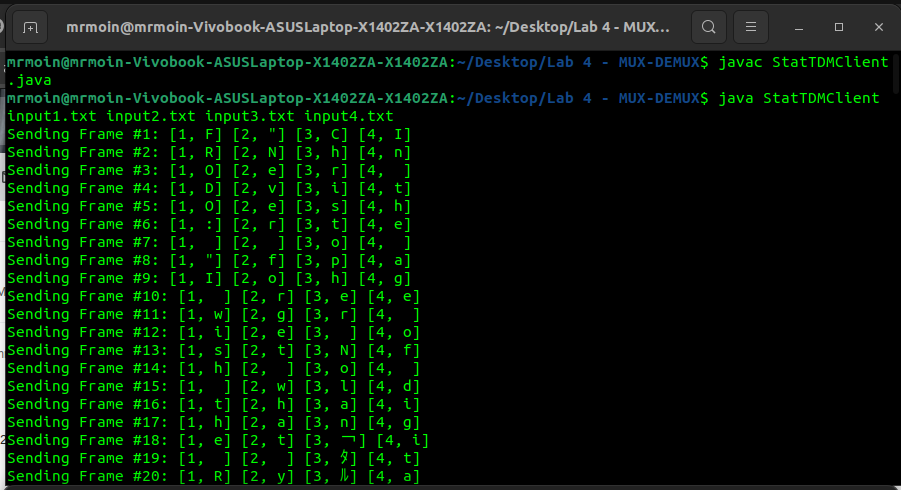 mrmoin@mrmoin-Vivobook-ASUSLaptop-X1402ZA-X1402ZA: ~/Desktop/Lab 4 - MUX...
mrmoin@mrmoin-Vivobook-ASUSLaptop-X1402ZA-X1402ZA:~/Desktop/Lab 4 - MUX-DEMUX$ javac StatTDMClient
.java
mrmoin@mrmoin-Vivobook-ASUSLaptop-X1402ZA-X1402ZA:~/Desktop/Lab 4 - MUX-DEMUX$ java StatTDMClient
input1.txt input2.txt input3.txt input4.txt
Sending Frame #1: [1, F] [2, "] [3, C] [4, I]
Sending Frame #2: [1, R] [2, N] [3, h] [4, n]
Sending Frame #3: [1, O] [2, e] [3, r] [4,  ]
Sending Frame #4: [1, D] [2, v] [3, i] [4, t]
Sending Frame #5: [1, O] [2, e] [3, s] [4, h]
Sending Frame #6: [1, :] [2, r] [3, t] [4, e]
Sending Frame #7: [1,  ] [2,  ] [3, o] [4,  ]
Sending Frame #8: [1, "] [2, f] [3, p] [4, a]
Sending Frame #9: [1, I] [2, o] [3, h] [4, g]
Sending Frame #10: [1,  ] [2, r] [3, e] [4, e]
Sending Frame #11: [1, w] [2, g] [3, r] [4,  ]
Sending Frame #12: [1, i] [2, e] [3,  ] [4, o]
Sending Frame #13: [1, s] [2, t] [3, N] [4, f]
Sending Frame #14: [1, h] [2,  ] [3, o] [4,  ]
Sending Frame #15: [1,  ] [2, w] [3, l] [4, d]
Sending Frame #16: [1, t] [2, h] [3, a] [4, i]
Sending Frame #17: [1, h] [2, a] [3, n] [4, g]
Sending Frame #18: [1, e] [2, t] [3, ￢] [4, i]
Sending Frame #19: [1,  ] [2,  ] [3, ﾀ] [4, t]
Sending Frame #20: [1, R] [2, y] [3, ﾙ] [4, a]